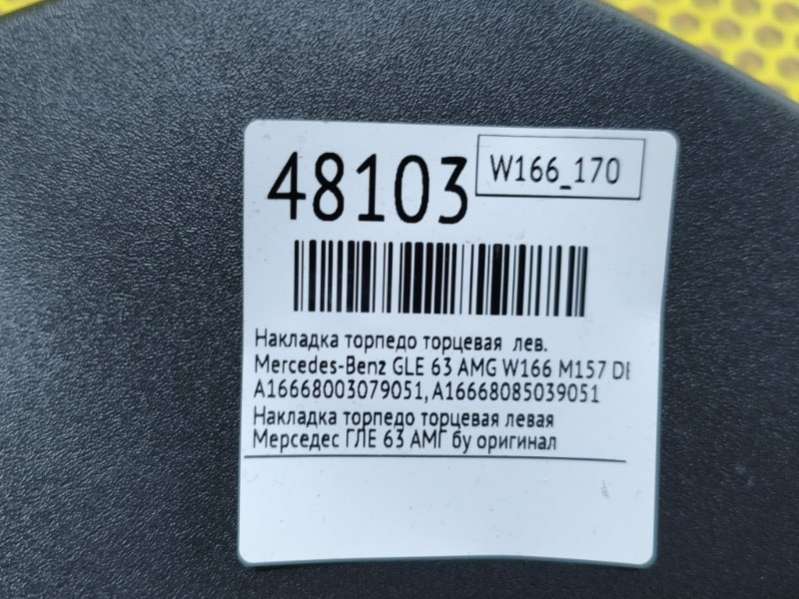 48103
W166_170
Накладка торпедо торцевая лев.
Mercedes-Benz GLE 63 AMG W166 M157 DE
A16668003079051, A16668085039051
Накладка торпедо торцевая левая
Мерседес ГЛЕ 63 АМГ бу оригинал